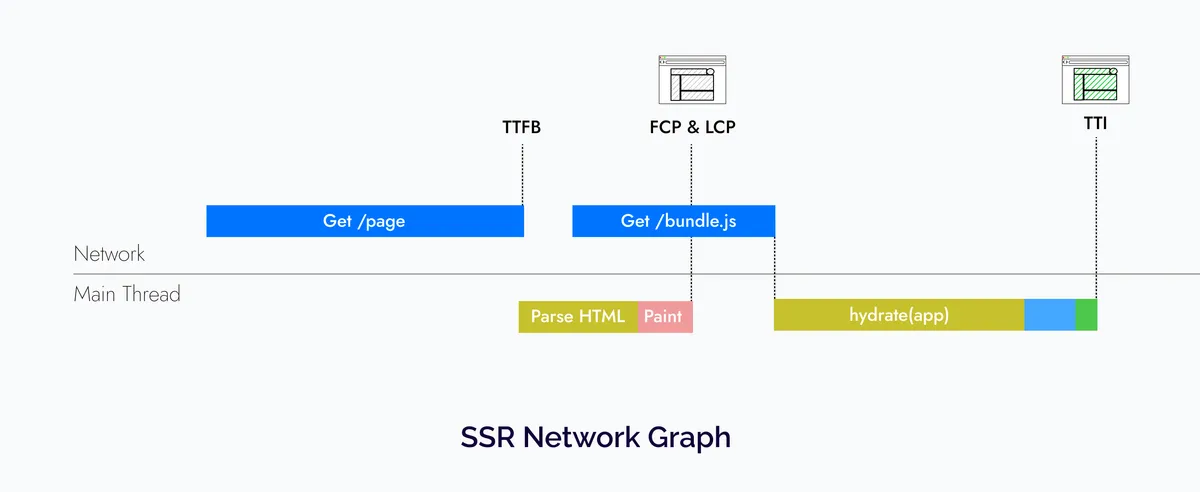 TTFB
FCP & LCP
TTI
Get /page
Get /bundle.js
Network
Main Thread
Parse HTML
Paint
hydrate(app)
SSR Network Graph